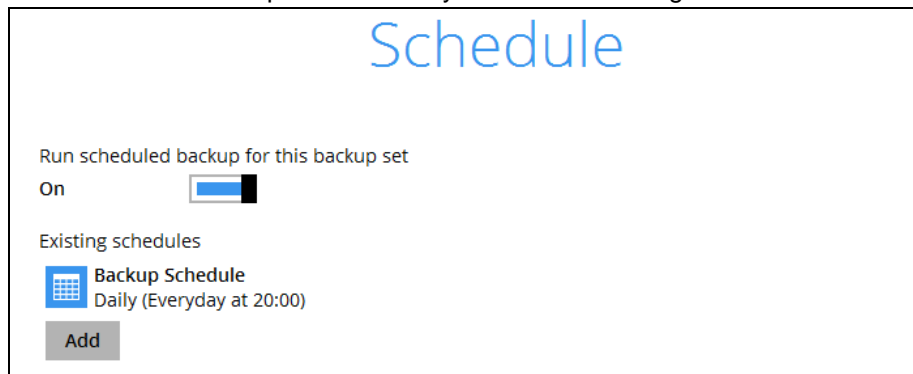 Schedule
Run scheduled backup for this backup set
On
Existing schedules
Backup Schedule
Daily (Everyday at 20:00)
Add